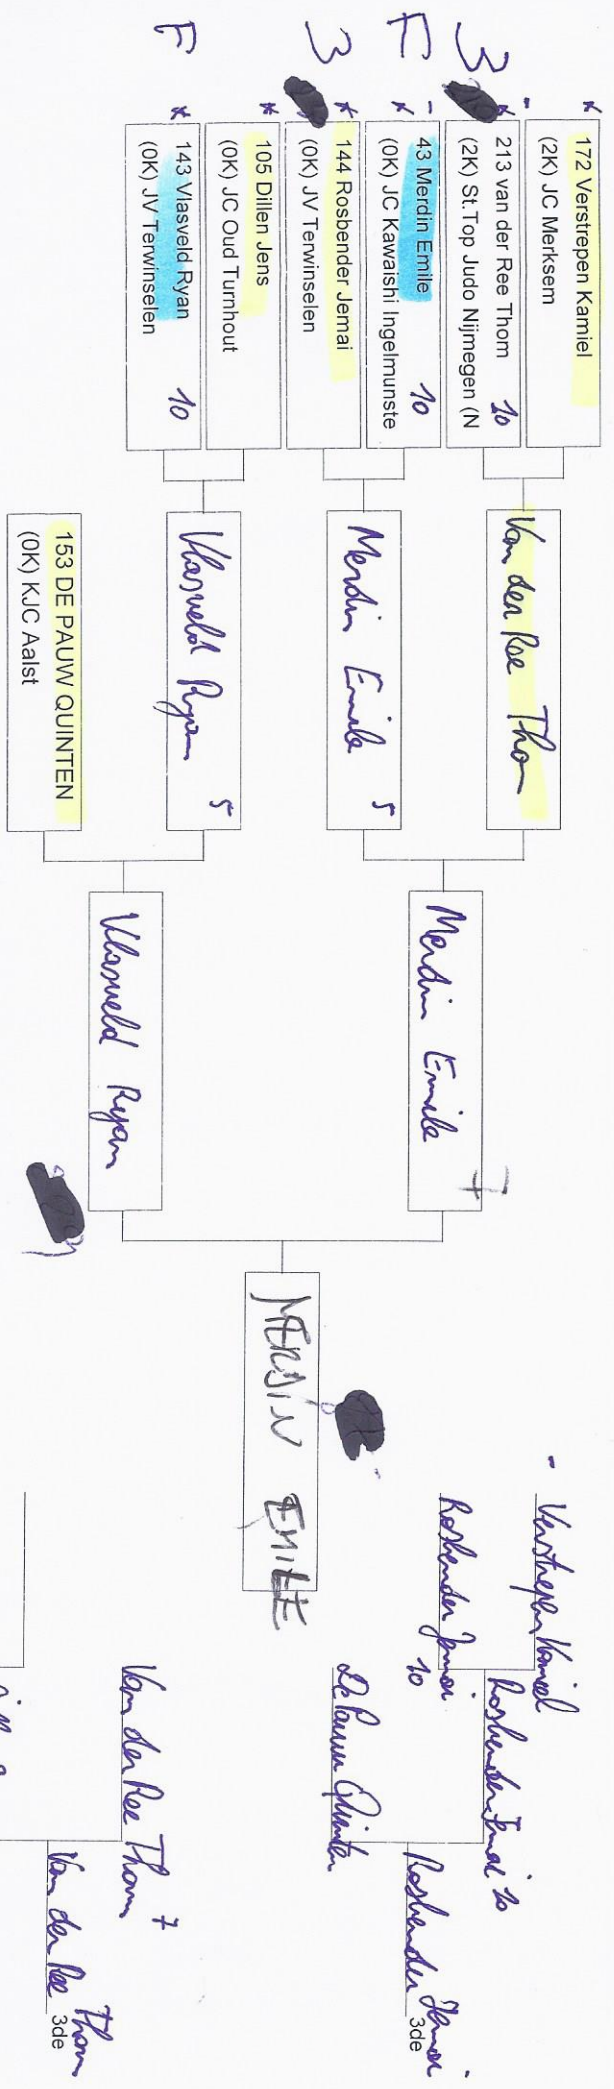 F
3
F
3
172 Verstrepen Kamiel
(2K) JC Merksem
213 van der Ree Thom 10
(2K) St.Top Judo Nijmegen (N
43 Merdin Emile
(0K) JC Kawaishi Ingelmunste 10
144 Rosbender Jemai
(0K) JV Terwinselen
105 Dillen Jens
(0K) JC Oud Turnhout
143 Vlasveld Ryan
(0K) JV Terwinselen 10
Van der Ree Thom
Merdin Emile 5
Vlasveld Ryan 5
153 DE PAUW QUINTEN
(0K) KJC Aalst
Merdin Emile 7
Vlasveld Ryan
MERDIN EMILE
- Verstrepen Kamiel
Rosbender Jemai 10
Rosbender Jemai 10
De Pauw Quinten
Rosbender Jemai
3de
Van der Ree Thom 7
Van der Ree Thom
3de